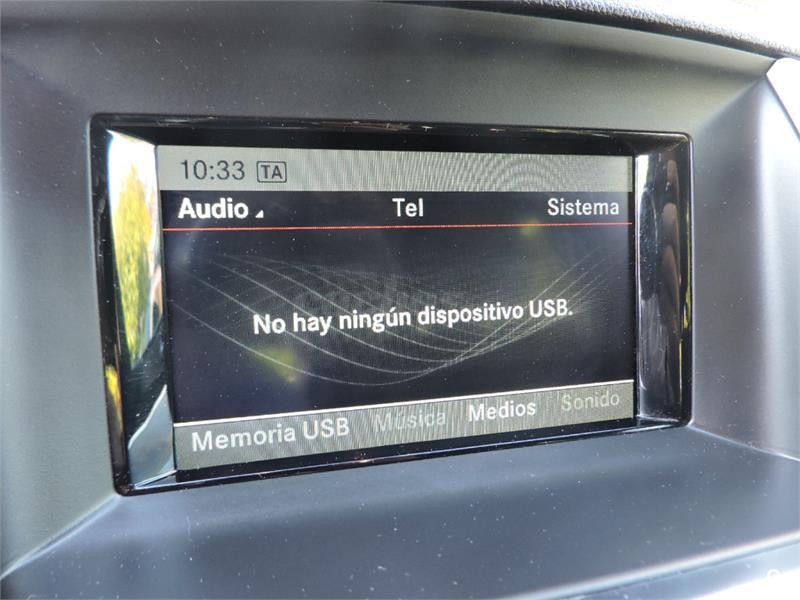 10:33 TA
Audio Tel Sistema
No hay ningún dispositivo USB.
Memoria USB Música Medios Sonido